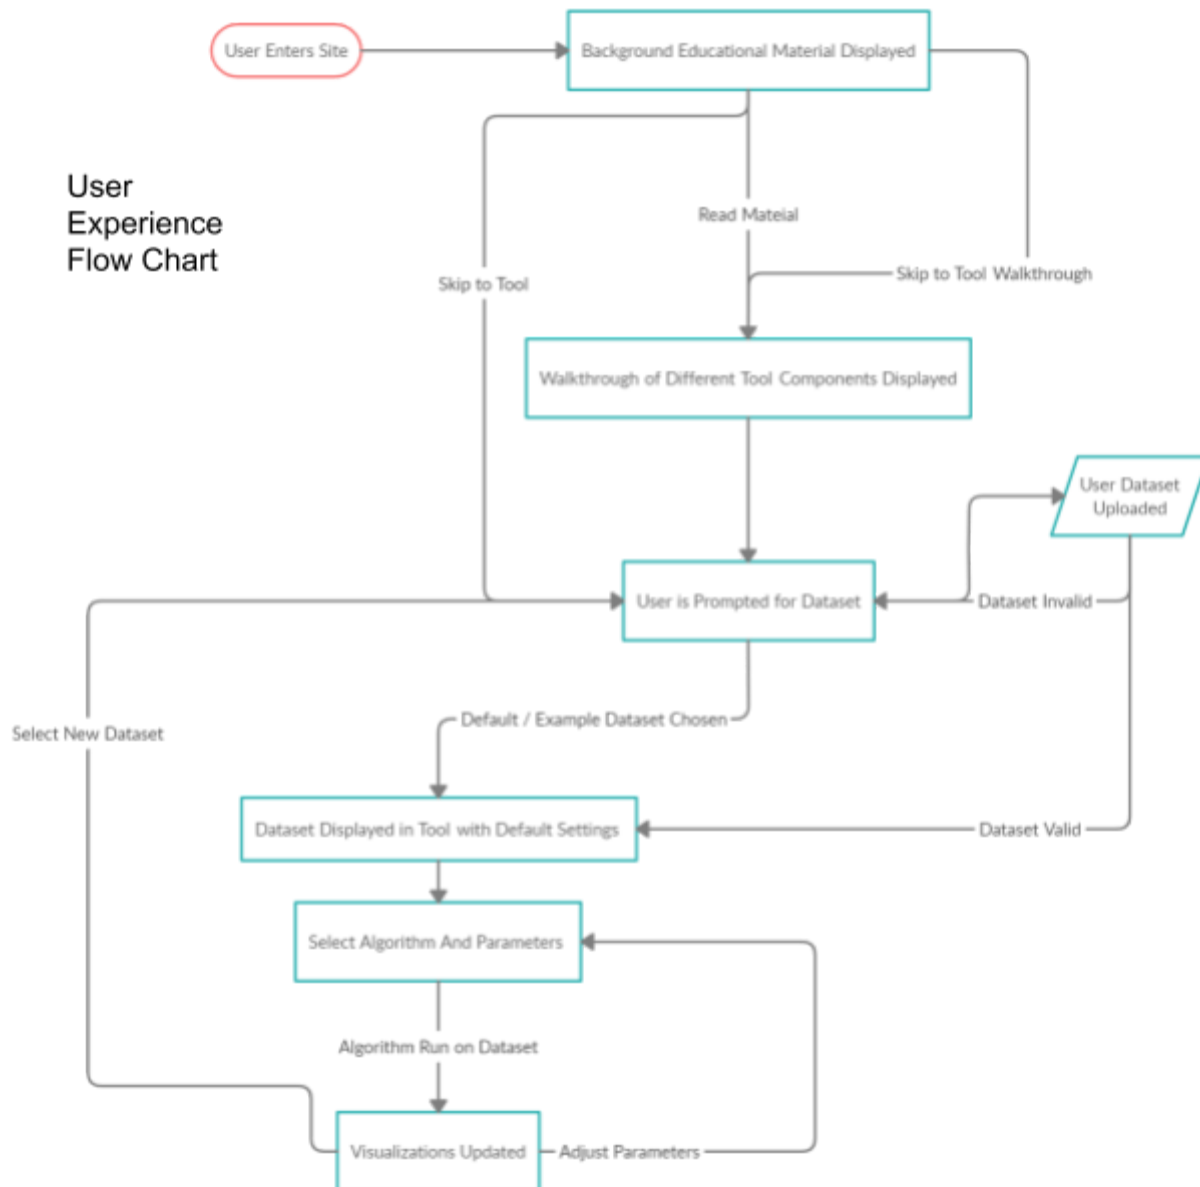 User Enters Site
Background Educational Material Displayed
User
Experience
Flow Chart
Read Mateial
Skip to Tool Walkthrough
Skip to Tool
Walkthrough of Different Tool Components Displayed
User Dataset
Uploaded
User is Prompted for Dataset
Dataset Invalid
Default / Example Dataset Chosen
Select New Dataset
Dataset Displayed in Tool with Default Settings
Dataset Valid
Select Algorithm And Parameters
Algorithm Run on Dataset
Visualizations Updated
Adjust Parameters